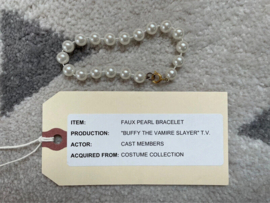 ITEM: FAUX PEARL BRACELET
PRODUCTION: "BUFFY THE VAMIRE SLAYER" T.V.
ACTOR: CAST MEMBERS
ACQUIRED FROM: COSTUME COLLECTION